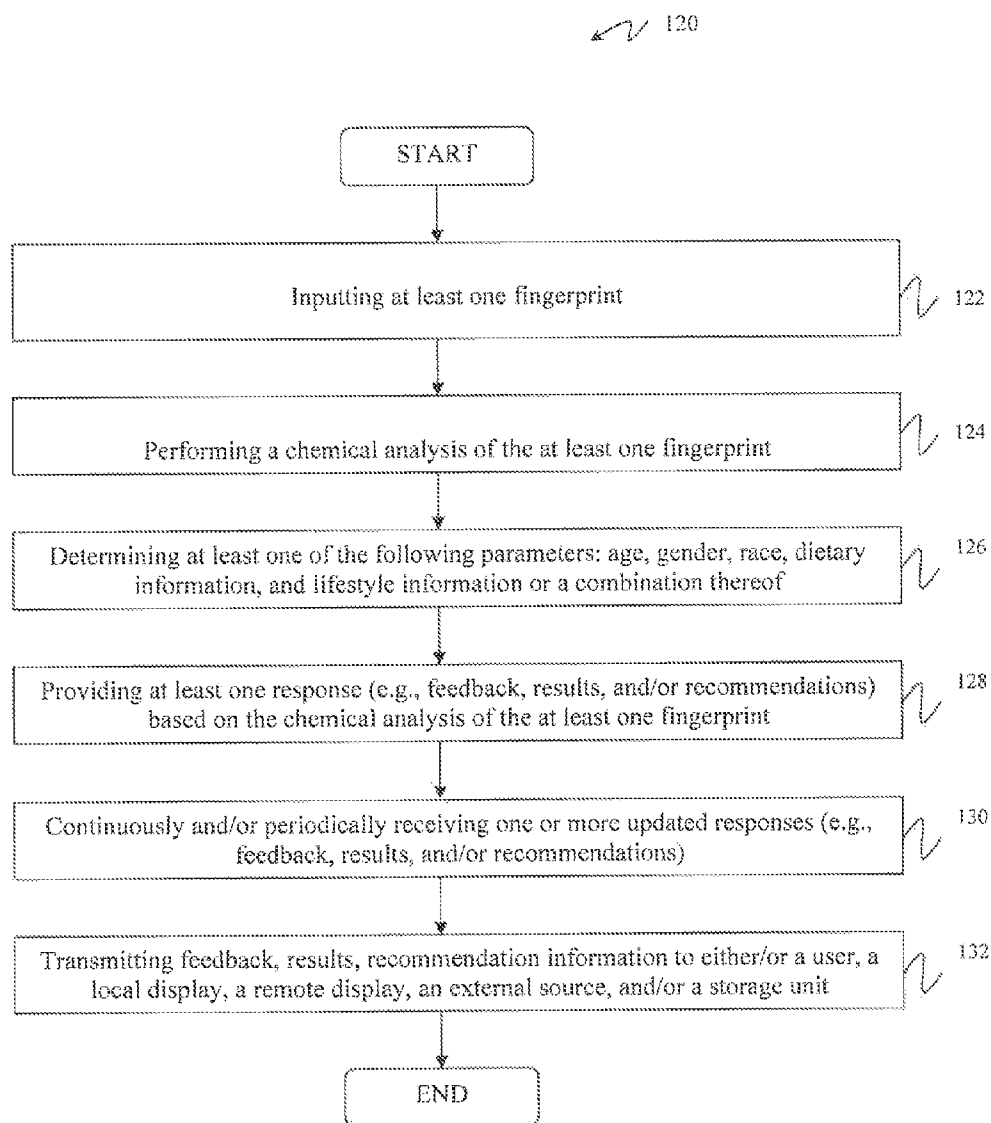 120
START
Inputting at least one fingerprint
122
Performing a chemical analysis of the at least one fingerprint
124
Determining at least one of the following parameters: age, gender, race, dietary
information, and lifestyle information or a combination thereof
126
Providing at least one response (e.g., feedback, results, and/or recommendations)
based on the chemical analysis of the at least one fingerprint
128
Continuously and/or periodically receiving one or more updated responses (e.g.,
feedback, results, and/or recommendations)
130
Transmitting feedback, results, recommendation information to either/or a user, a
local display, a remote display, an external source, and/or a storage unit
132
END